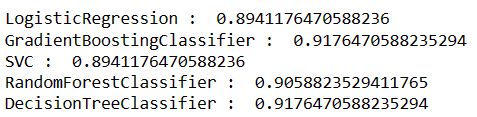 LogisticRegression :  0.8941176470588236
GradientBoostingClassifier :  0.9176470588235294
SVC :  0.8941176470588236
RandomForestClassifier :  0.9058823529411765
DecisionTreeClassifier :  0.9176470588235294